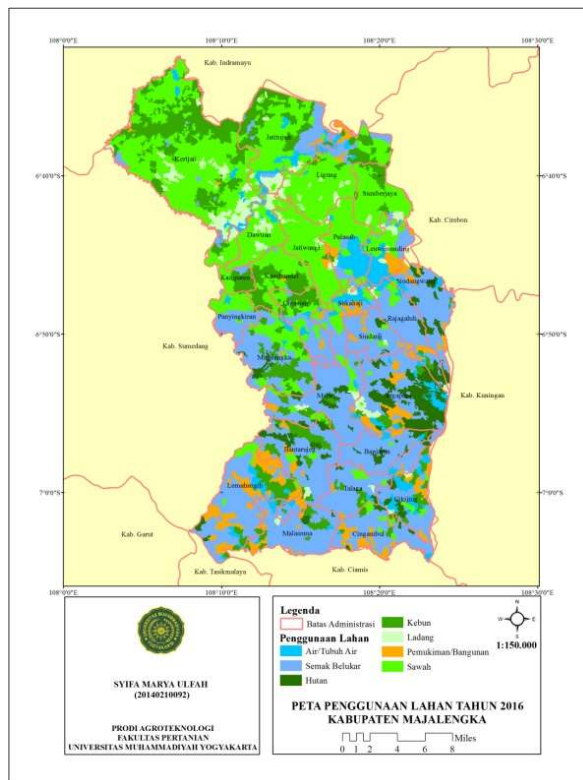 108°0'0"E 108°10'0"E 108°20'0"E 108°30'0"E
Kab. Indramayu
Jatitujuh
Kertjati
Ligung
6°40'0"S 6°40'0"S
Sumberjaya
Kab. Cirebon
Dawuan
Palasah
Jatiwangi
Leuwimunding
Kadipaten
Kasokandel
Sindangwangi
Sukahaji
Panyingkiran
Rajagaluh
6°50'0"S 6°50'0"S
Sindang
Kab. Sumedang
Majalengka
Maja
Argapura
Kab. Kuningan
Bantarujeg
Banjaran
Lemahsugih
Talaga
7°0'0"S 7°0'0"S
Cikijing
Malausma
Cingambul
Kab. Garut
Kab. Tasikmalaya
Kab. Ciamis
108°0'0"E 108°10'0"E 108°20'0"E 108°30'0"E
SYIFA MARYA ULFAH
(20140210092)
PRODI AGROTEKNOLOGI
FAKULTAS PERTANIAN
UNIVERSITAS MUHAMMADIYAH YOGYAKARTA
Legenda
Batas Administrasi
Penggunaan Lahan
Air/Tubuh Air
Semak Belukar
Hutan
Kebun
Ladang
Pemukiman/Bangunan
Sawah
N
W E
S
1:150.000
PETA PENGGUNAAN LAHAN TAHUN 2016
KABUPATEN MAJALENGKA
Miles
0 1 2 4 6 8